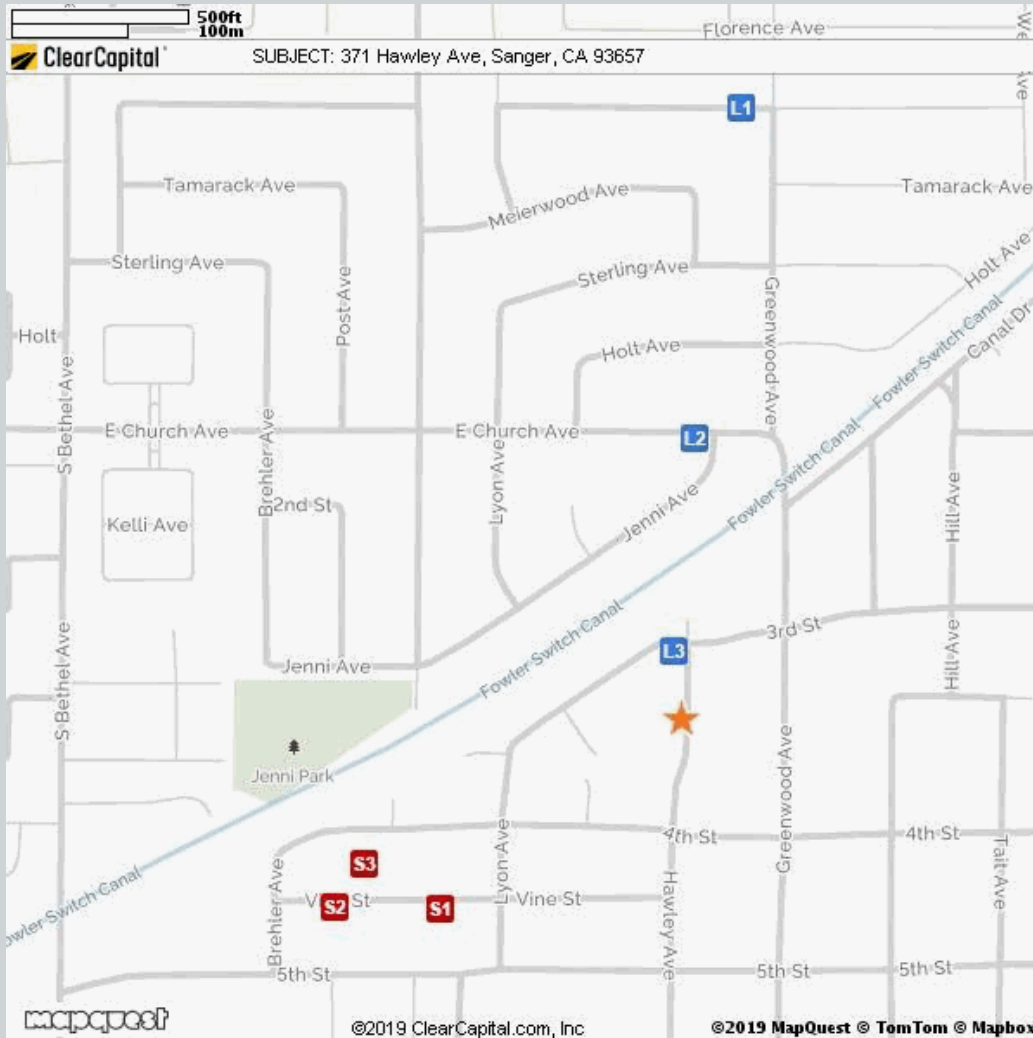 500ft
100m
Florence Ave
ClearCapital
SUBJECT: 371 Hawley Ave, Sanger, CA 93657
Ave
L1
Tamarack Ave
Meierwood Ave
Tamarack Ave
Sterling Ave
Sterling Ave
Holt Ave
Post Ave
Greenwood Ave
Holt
Holt Ave
Fowler Switch Canal
Canal Dr
S Bethel Ave
Brehler Ave
E Church Ave
E Church Ave
L2
Lyon Ave
2nd St
Kelli Ave
Jenni Ave
Fowler Switch Canal
Hill Ave
Fowler Switch Canal
3rd St
S Bethel Ave
Jenni Ave
L3
Hill Ave
Jenni Park
Greenwood Ave
4th St
4th St
Lyon Ave
Tait Ave
S3
Brehler Ave
S2
St
S1
Vine St
Hawley Ave
Fowler Switch Canal
5th St
5th St
5th St
mapquest
©2019 ClearCapital.com, Inc
©2019 MapQuest © TomTom © Mapbox